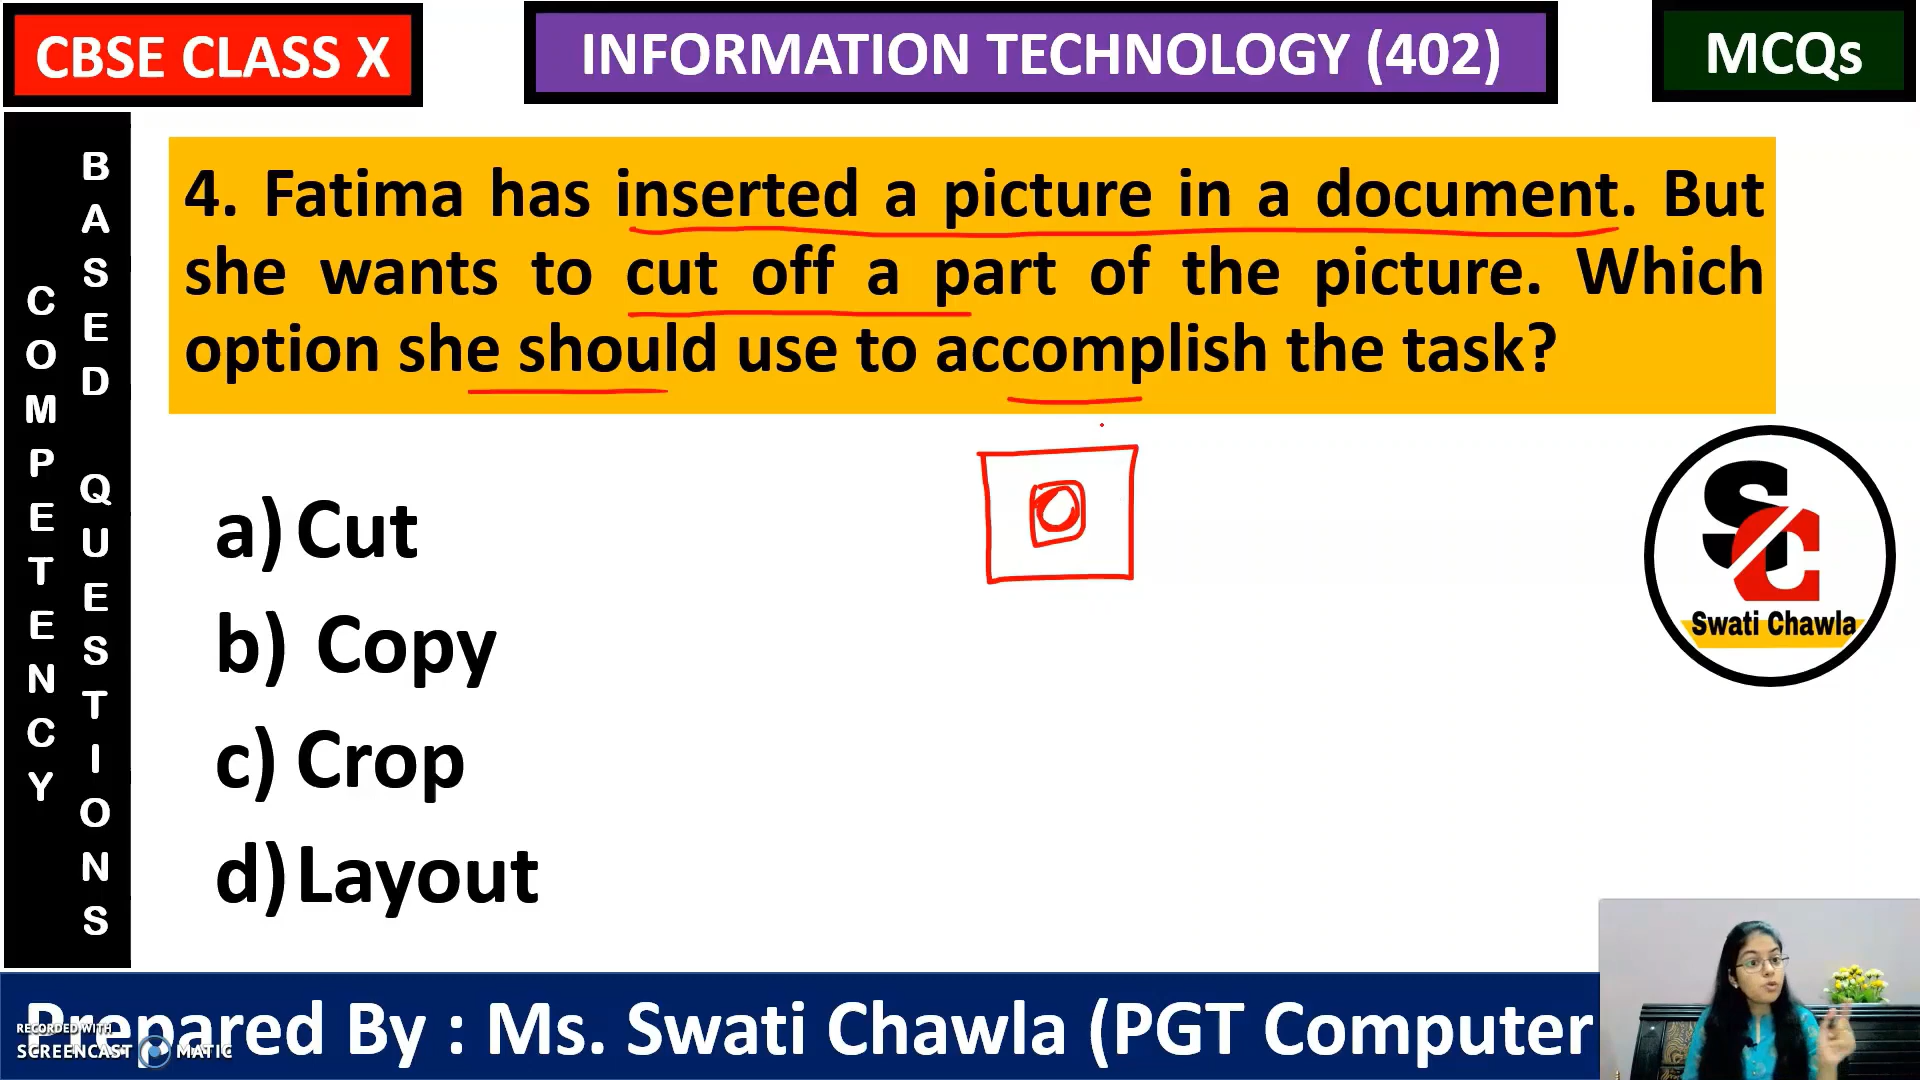 CBSE CLASS X
INFORMATION TECHNOLOGY (402)
MCQs
COMPETENCY
BASED QUESTIONS
4. Fatima has inserted a picture in a document. But
she wants to cut off a part of the picture. Which
option she should use to accomplish the task?
a) Cut
b) Copy
c) Crop
d) Layout
SC
Swati Chawla
Prepared By : Ms. Swati Chawla (PGT Computer
RECORDED WITH
SCREENCAST MATIC